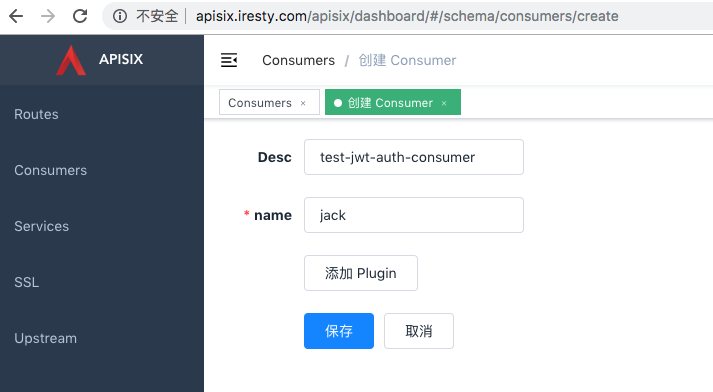 不安全 apisix.iresty.com/apisix/dashboard/#/schema/consumers/create
APISIX
Consumers / 创建 Consumer
Consumers × 创建 Consumer ×
Routes
Consumers
Services
SSL
Upstream
Desc test-jwt-auth-consumer
* name jack
添加 Plugin
保存 取消